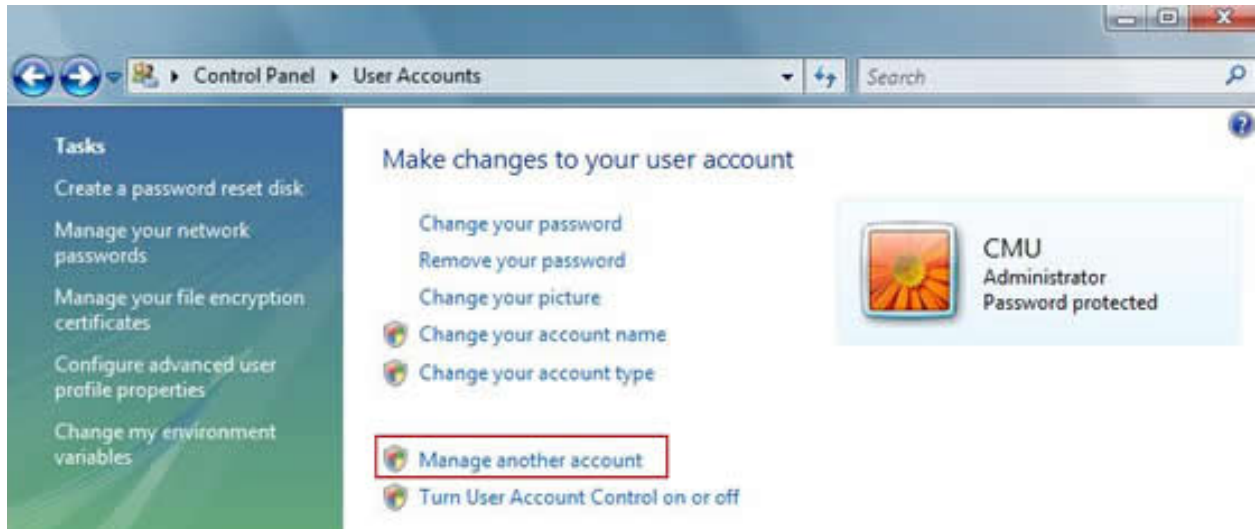 Control Panel
User Accounts
Search
Tasks
Create a password reset disk
Manage your network
passwords
Manage your file encryption
certificates
Configure advanced user
profile properties
Change my environment
variables
Make changes to your user account
Change your password
Remove your password
Change your picture
Change your account name
Change your account type
Manage another account
Turn User Account Control on or off
CMU
Administrator
Password protected